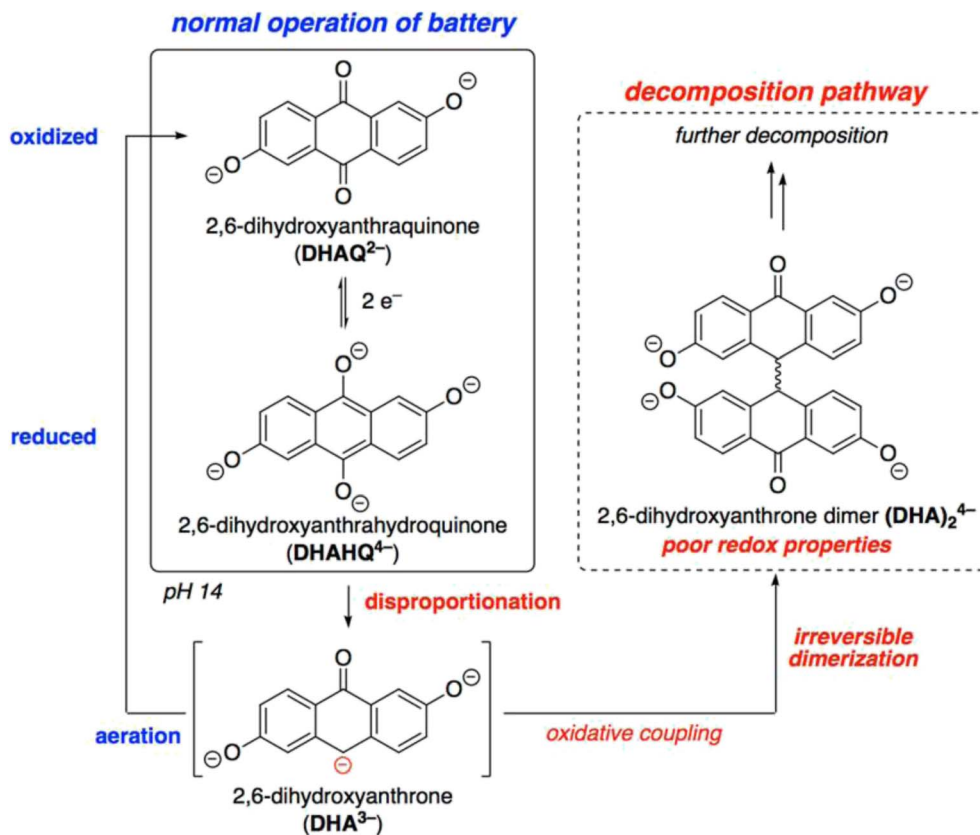 normal operation of battery
oxidized
O
O
⊖
⊖
O
O
2,6-dihydroxyanthraquinone
(DHAQ²⁻)
2 e⁻
reduced
O
⊖
O
⊖
⊖
O
O
⊖
2,6-dihydroxyanthrahydroquinone
(DHAHQ⁴⁻)
pH 14
disproportionation
O
O
⊖
⊖
O
⊖
2,6-dihydroxyanthrone
(DHA³⁻)
aeration
oxidative coupling
irreversible
dimerization
decomposition pathway
further decomposition
O
O
⊖
⊖
O
⊖
O
O
⊖
O
2,6-dihydroxyanthrone dimer (DHA)₂⁴⁻
poor redox properties